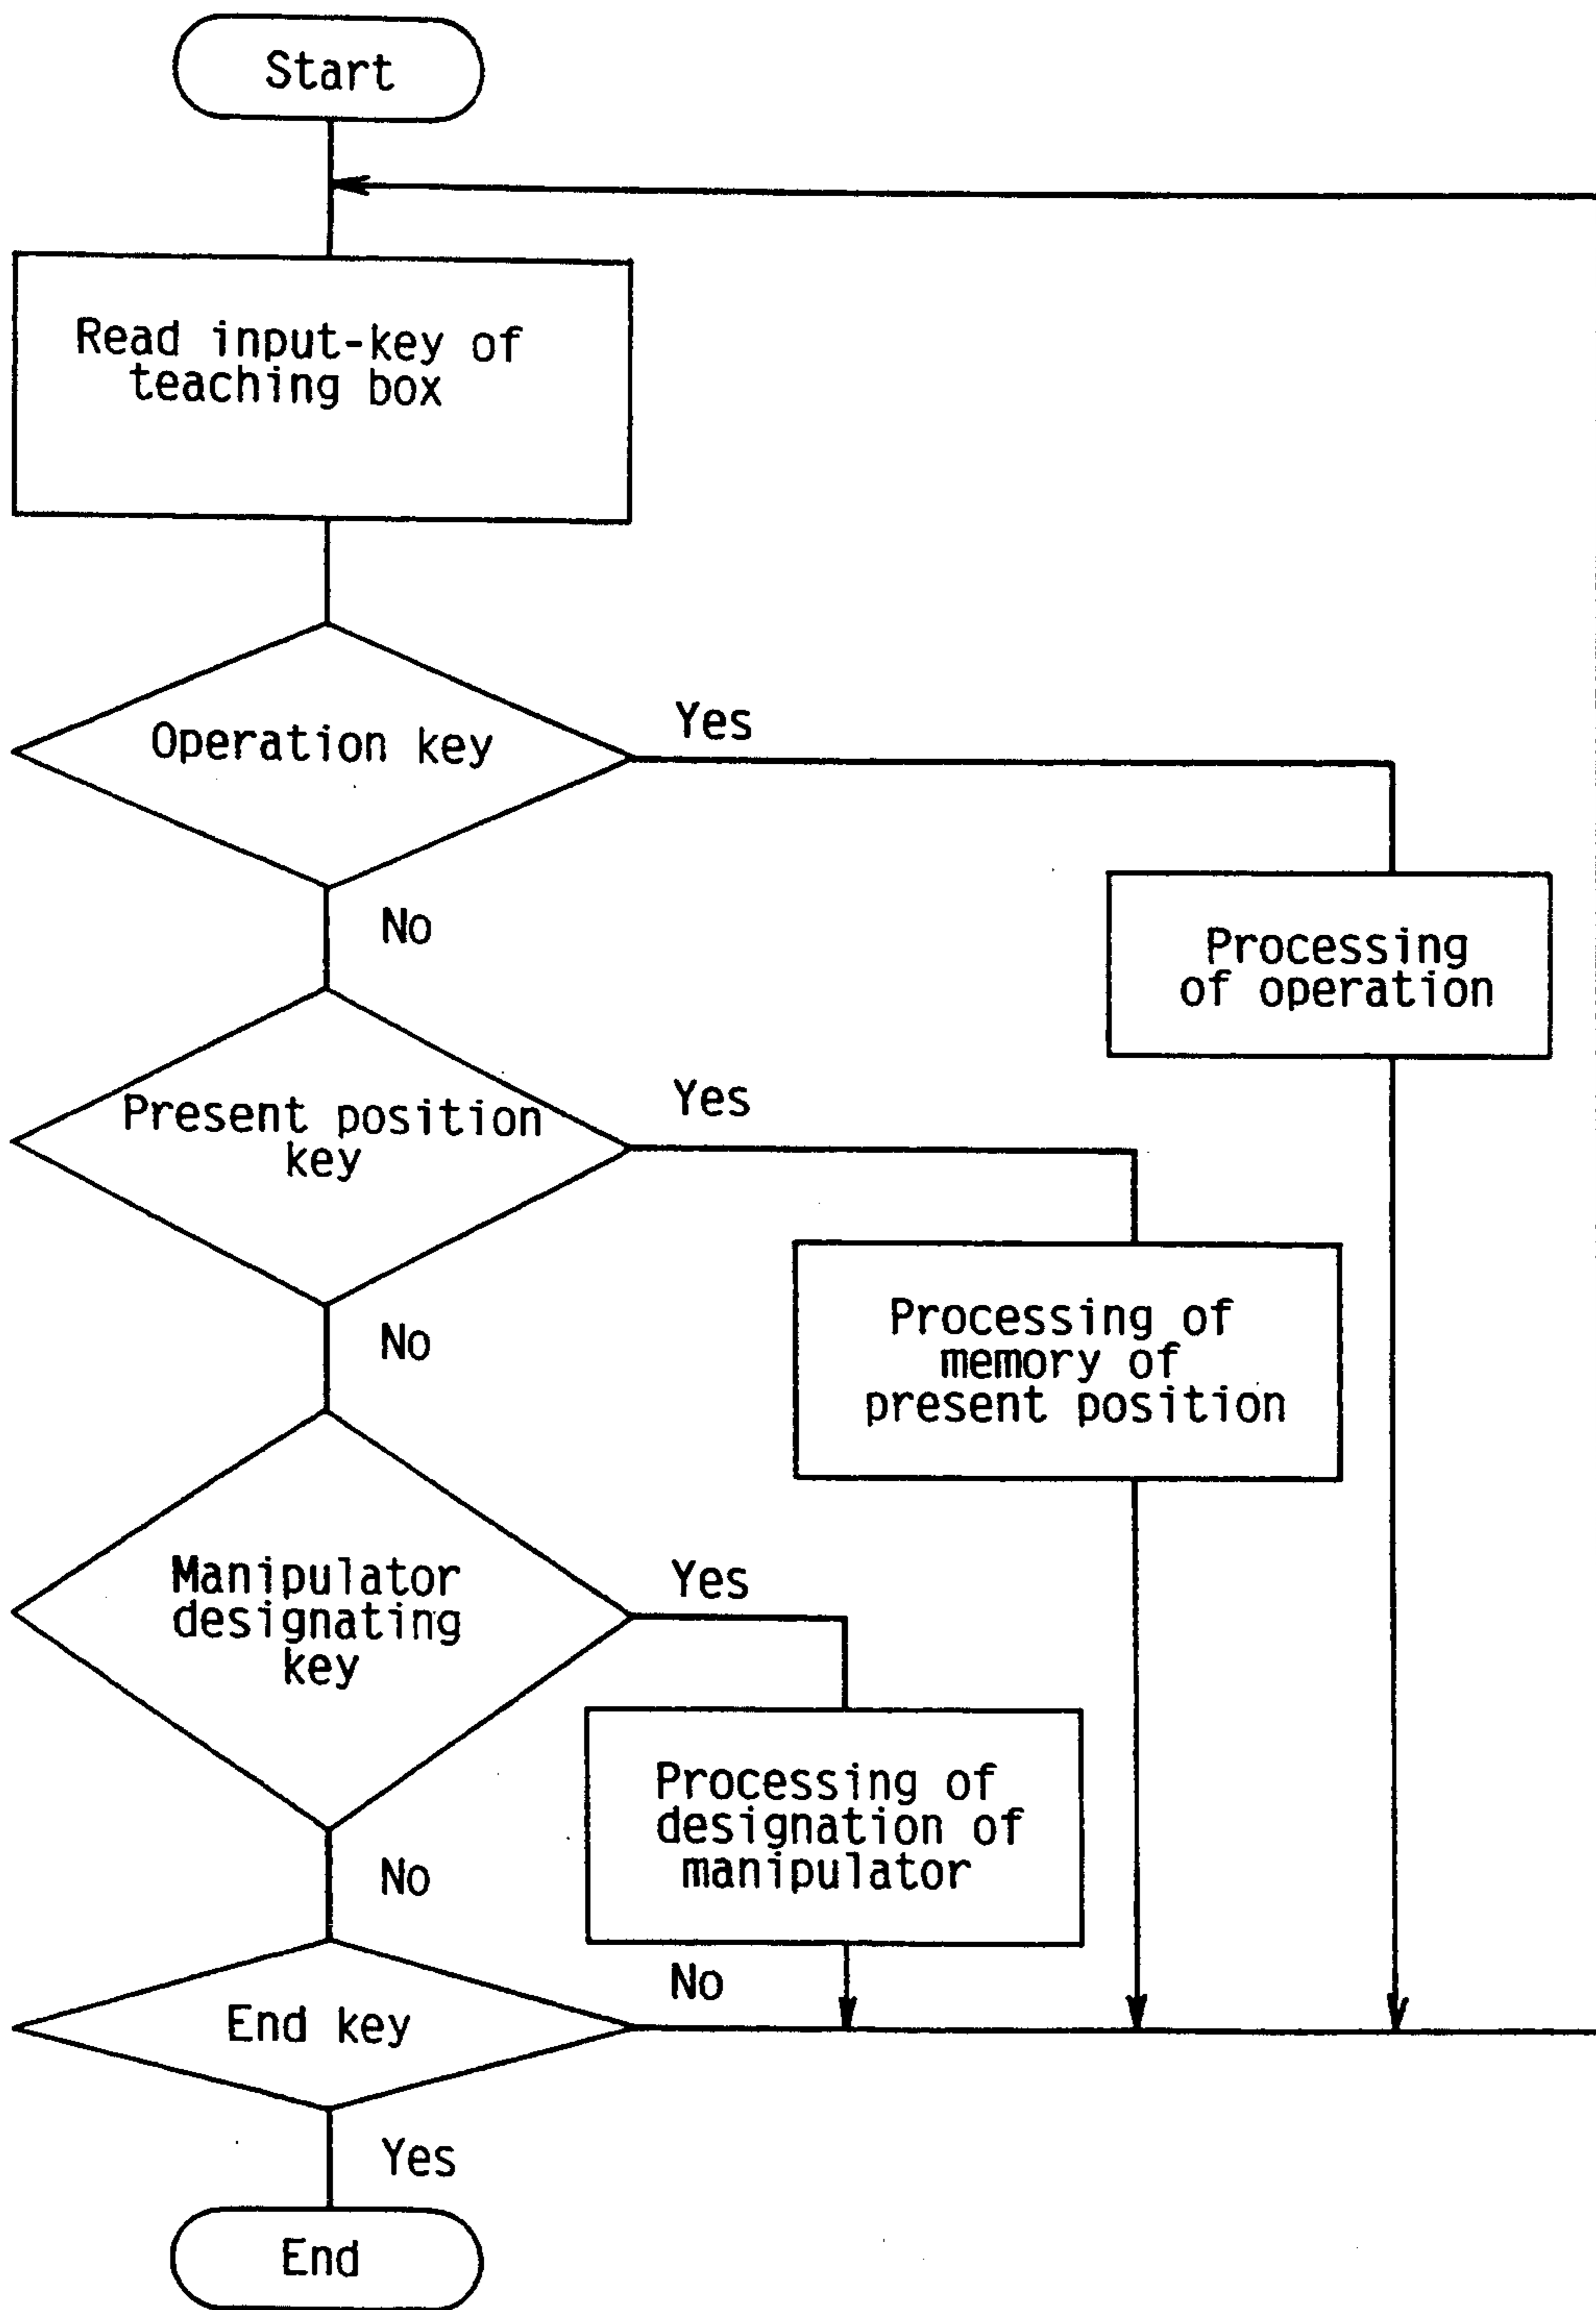 Start
Read input-key of
teaching box
Operation key
Yes
No
Processing
of operation
Present position
key
Yes
No
Processing of
memory of
present position
Manipulator
designating
key
Yes
No
Processing of
designation of
manipulator
End key
No
Yes
End